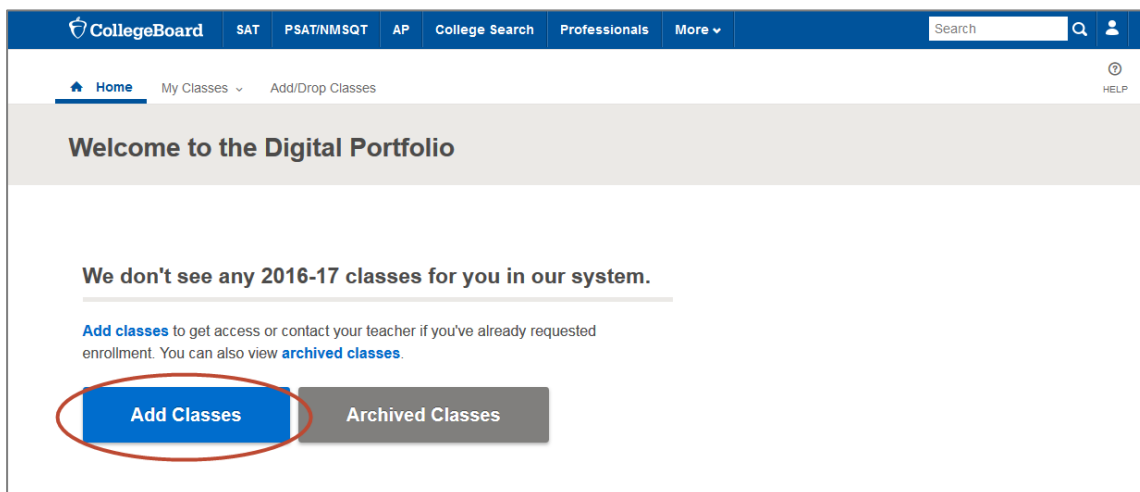 CollegeBoard SAT PSAT/NMSQT AP College Search Professionals More Search
Home My Classes Add/Drop Classes HELP
Welcome to the Digital Portfolio
We don't see any 2016-17 classes for you in our system.
Add classes to get access or contact your teacher if you've already requested
enrollment. You can also view archived classes.
Add Classes Archived Classes